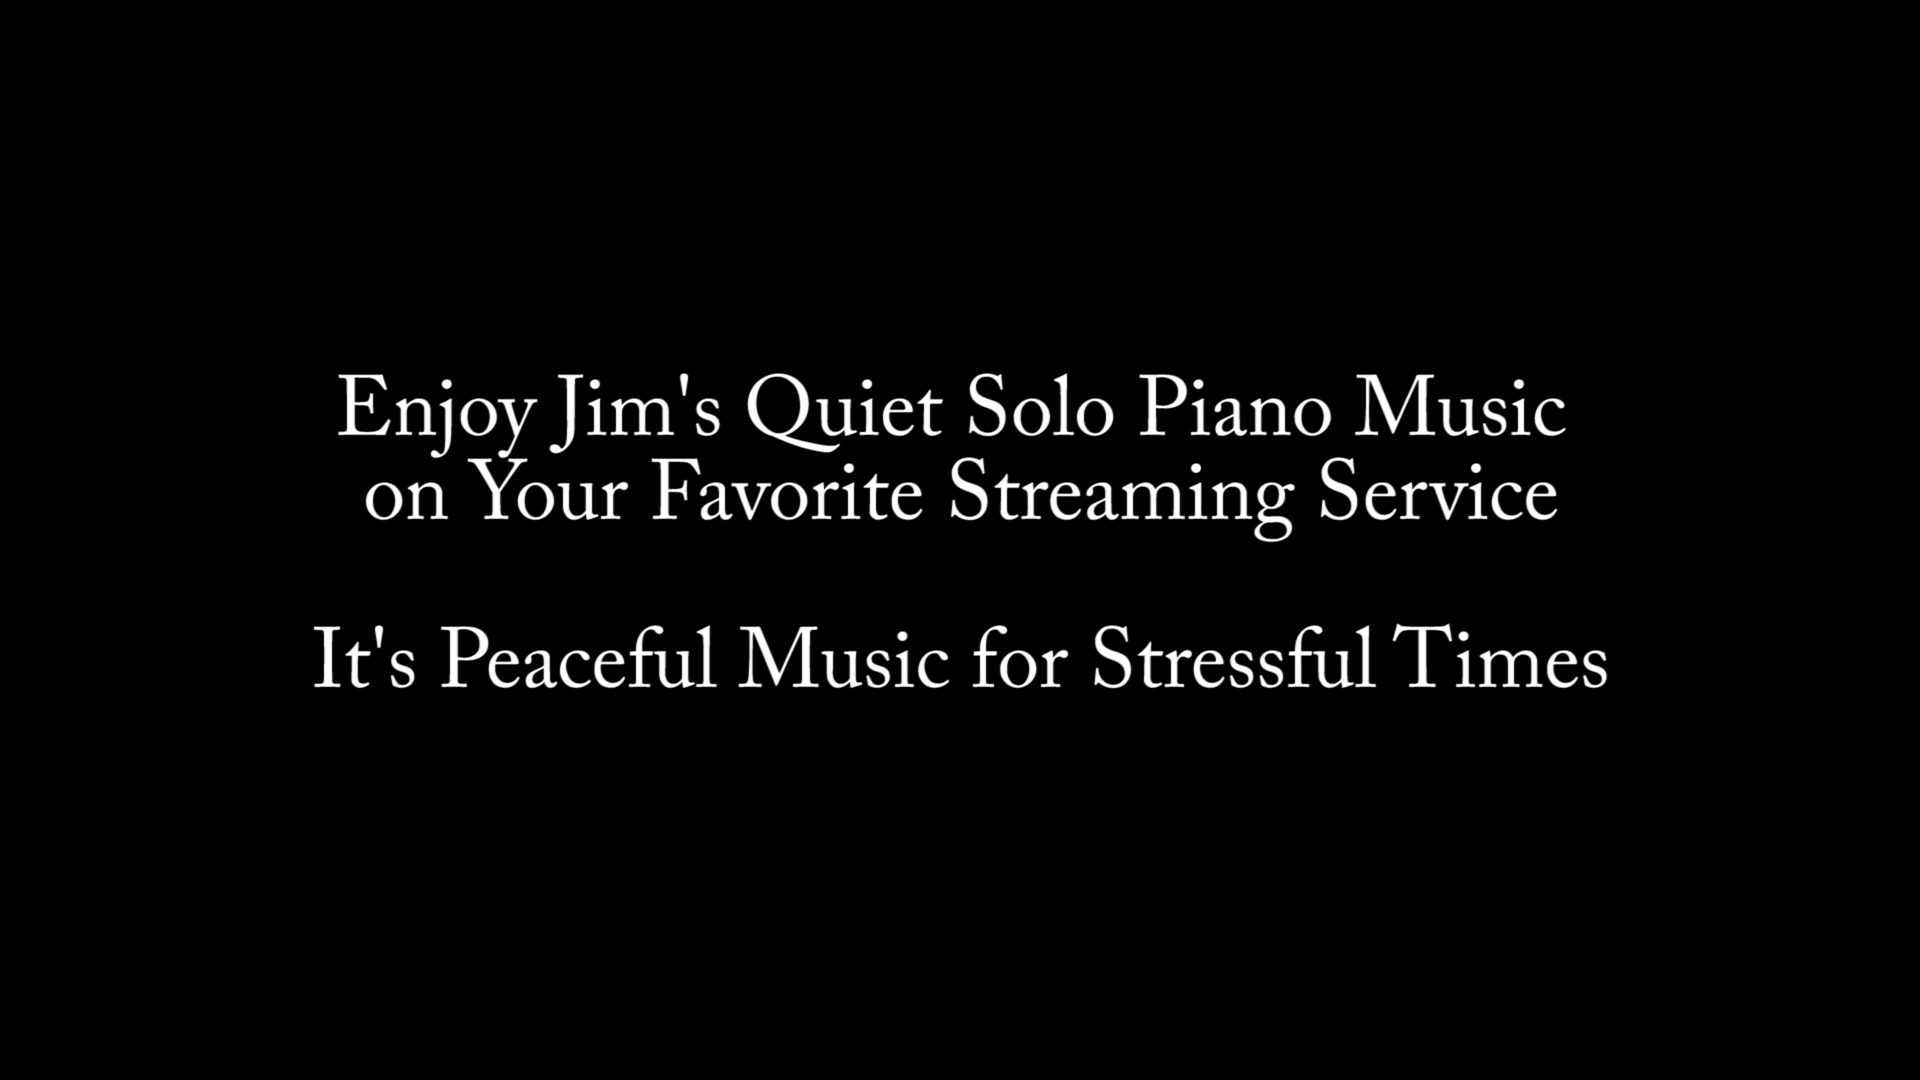 Enjoy Jim's Quiet Solo Piano Music
on Your Favorite Streaming Service
It's Peaceful Music for Stressful Times